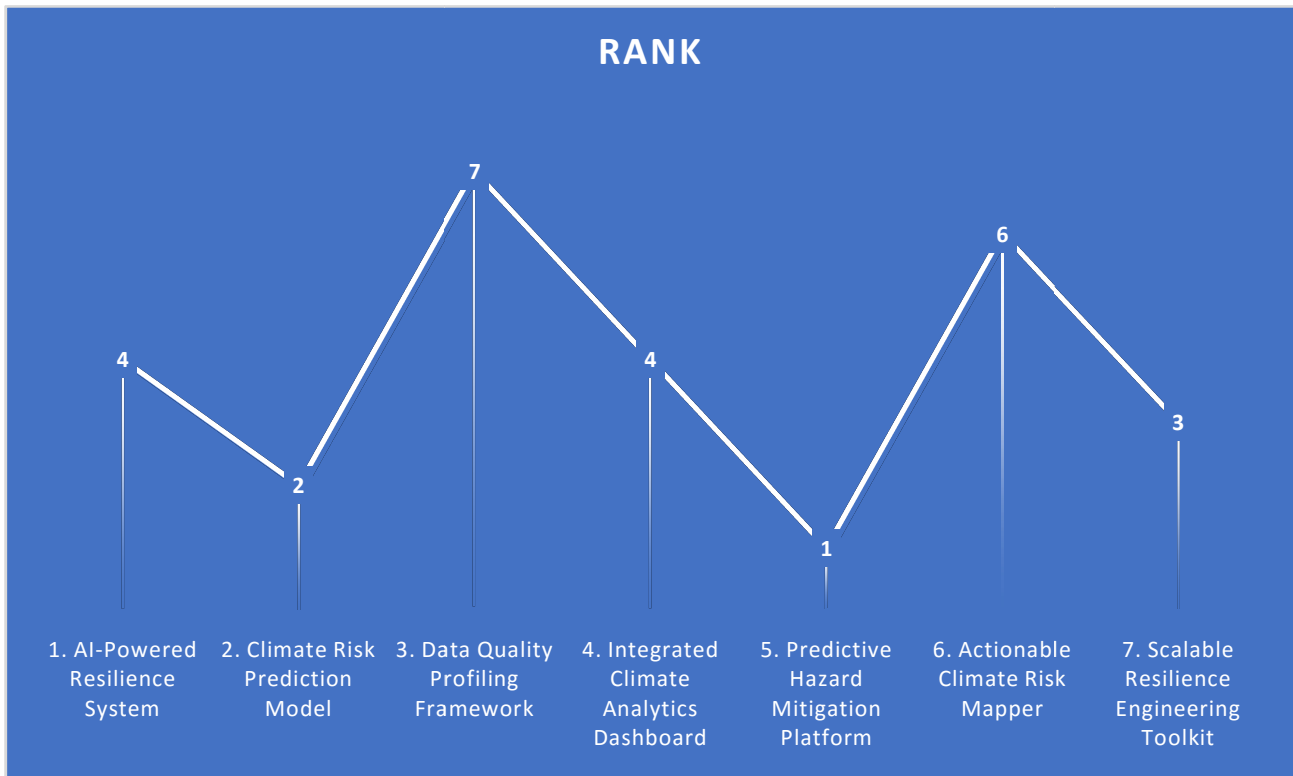 RANK
7
6
4
4
3
2
1
1. AI-Powered
Resilience
System
2. Climate Risk
Prediction
Model
3. Data Quality
Profiling
Framework
4. Integrated
Climate
Analytics
Dashboard
5. Predictive
Hazard
Mitigation
Platform
6. Actionable
Climate Risk
Mapper
7. Scalable
Resilience
Engineering
Toolkit